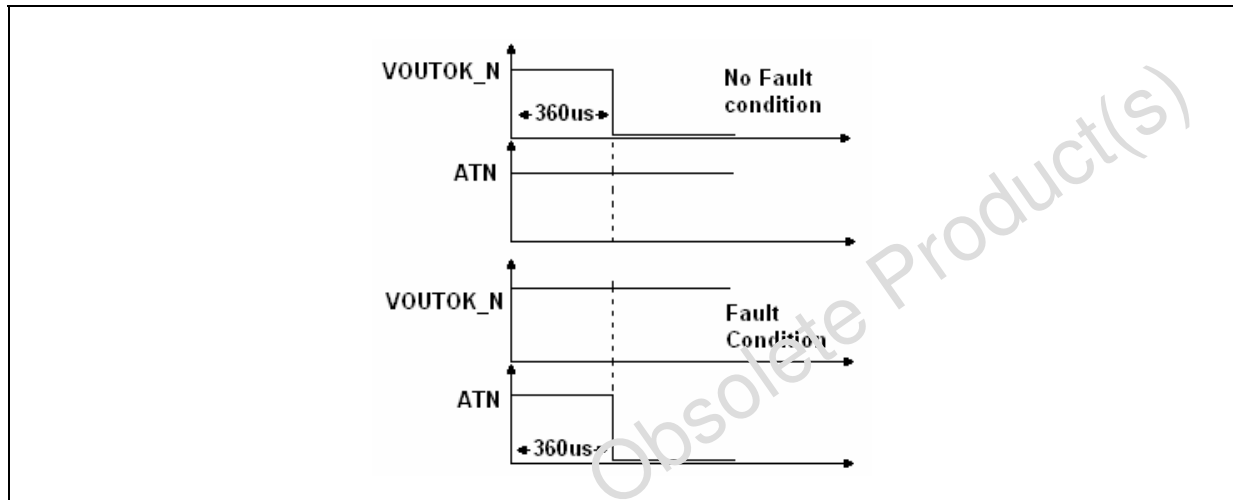 VOUTOK_N
No Fault
condition
360us
ATN
VOUTOK_N
Fault
Condition
ATN
360us
Obsolete Product(s)